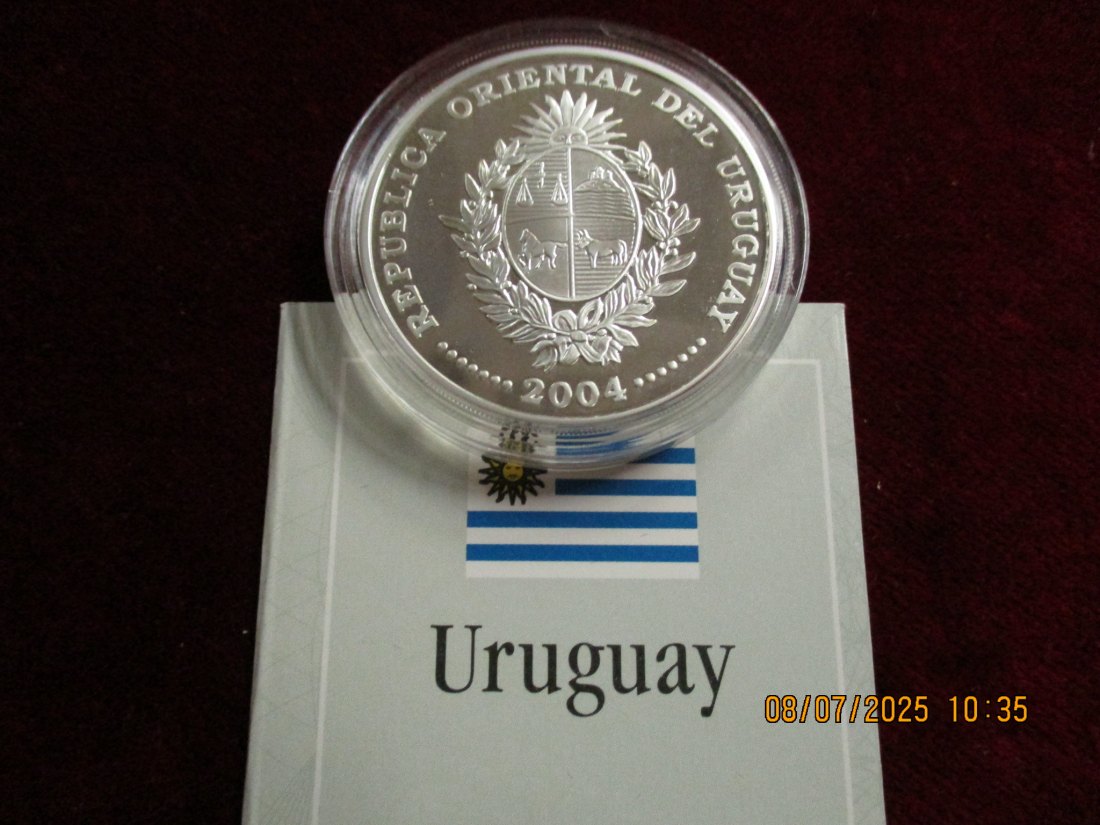 REPUBLICA ORIENTAL DEL URUGUAY
2004
Uruguay
08/07/2025 10:35